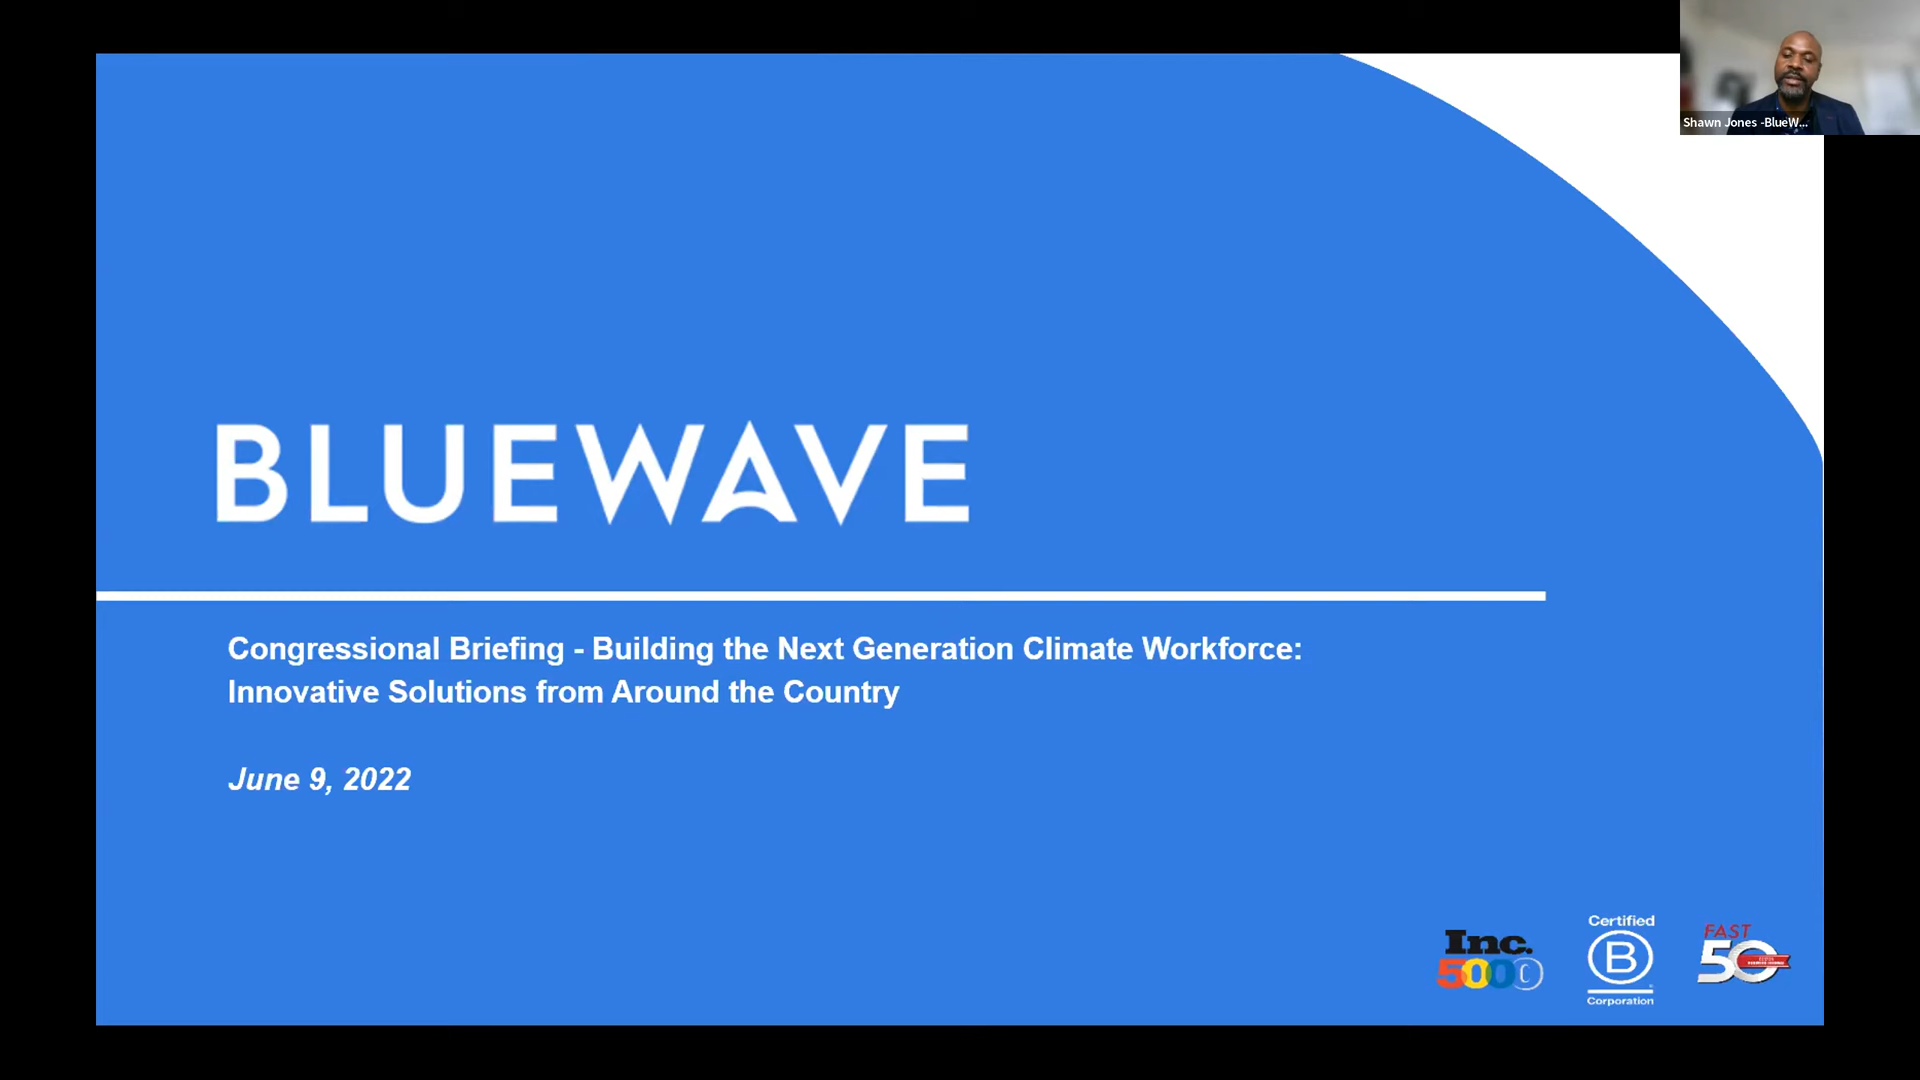 Shawn Jones -BlueW...
BLUEWAVE
Congressional Briefing - Building the Next Generation Climate Workforce:
Innovative Solutions from Around the Country
June 9, 2022
Inc.
5000
Certified
B
Corporation
FAST
50